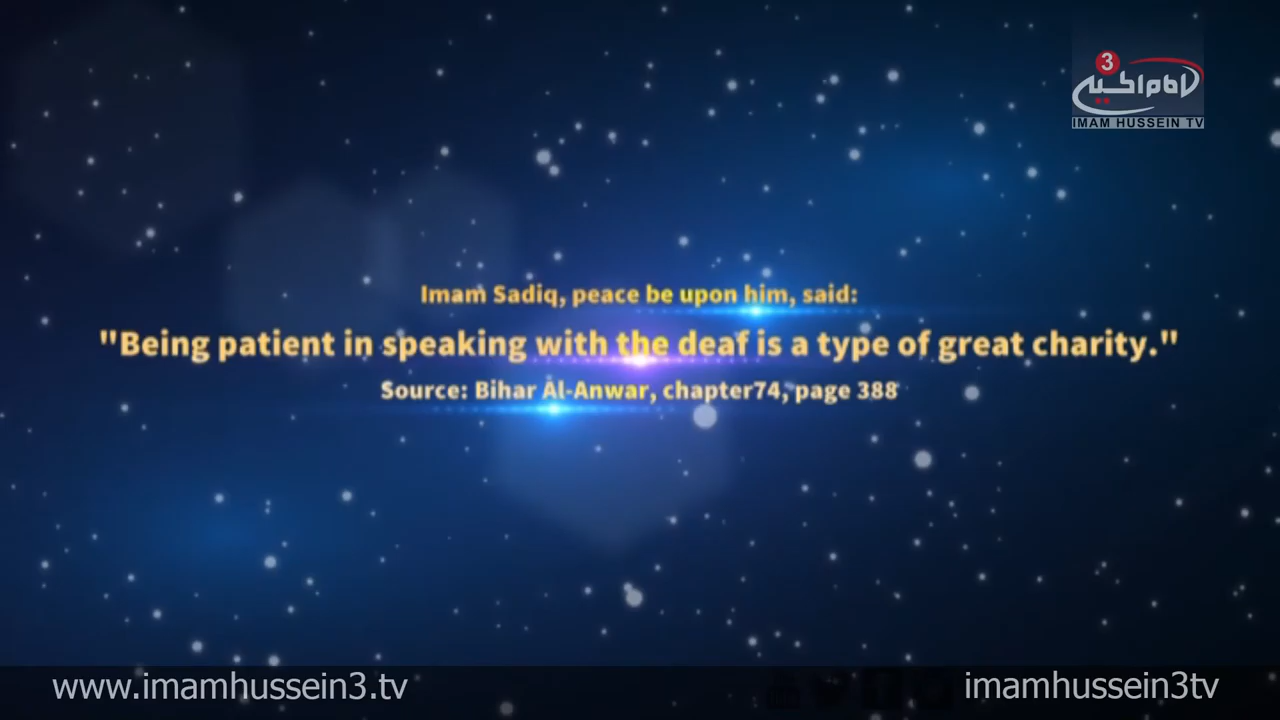 3
IMAM HUSSEIN TV
Imam Sadiq, peace be upon him, said:
"Being patient in speaking with the deaf is a type of great charity."
Source: Bihar Al-Anwar, chapter74, page 388
www.imamhussein3.tv
imamhussein3tv